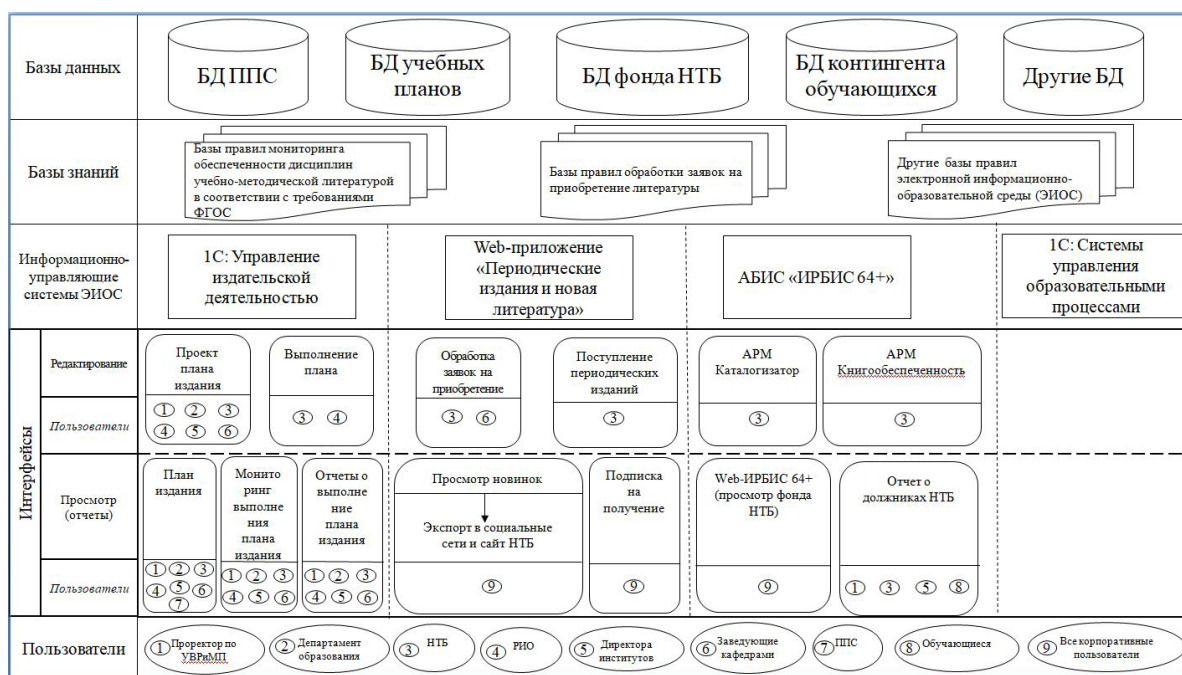 Базы данных
БД ППС
БД учебных
планов
БД фонда НТБ
БД контингента
обучающихся
Другие БД
Базы знаний
Базы правил мониторинга
обеспеченности дисциплин
учебно-методической литературой
в соответствии с требованиями
ФГОС
Базы правил обработки заявок на
приобретение литературы
Другие базы правил
электронной информационно-
образовательной среды (ЭИОС)
Информационно-
управляющие
системы ЭИОС
1С: Управление
издательской
деятельностью
Web-приложение
«Периодические
издания и новая
литература»
АБИС «ИРБИС 64+»
1С: Системы
управления
образовательными
процессами
Интерфейсы
Редактирование
Проект
плана
издания
Выполнение
плана
Обработка
заявок на
приобретение
Поступление
периодических
изданий
АРМ
Каталогизатор
АРМ
Книгообеспеченность
Пользователи
1 2 3
4 5 6
3 4
3 6
3
3
3
Просмотр
(отчеты)
План
издания
Монито
ринг
выполне
ния
плана
издания
Отчеты о
выполне
ние
плана
издания
Просмотр новинок
Экспорт в социальные
сети и сайт НТБ
Подписка
на
получение
Web-ИРБИС 64+
(просмотр фонда
НТБ)
Отчет о
должниках НТБ
Пользователи
1 2 3
4 5 6
7
1 2 3
4 5 6
1 2 3
4 5 6
9
9
9
1 3 5 8
Пользователи
1 Проректор по
УВРиМП
2 Департамент
образования
3 НТБ
4 РИО
5 Директора
институтов
6 Заведующие
кафедрами
7 ППС
8 Обучающиеся
9 Все корпоративные
пользователи